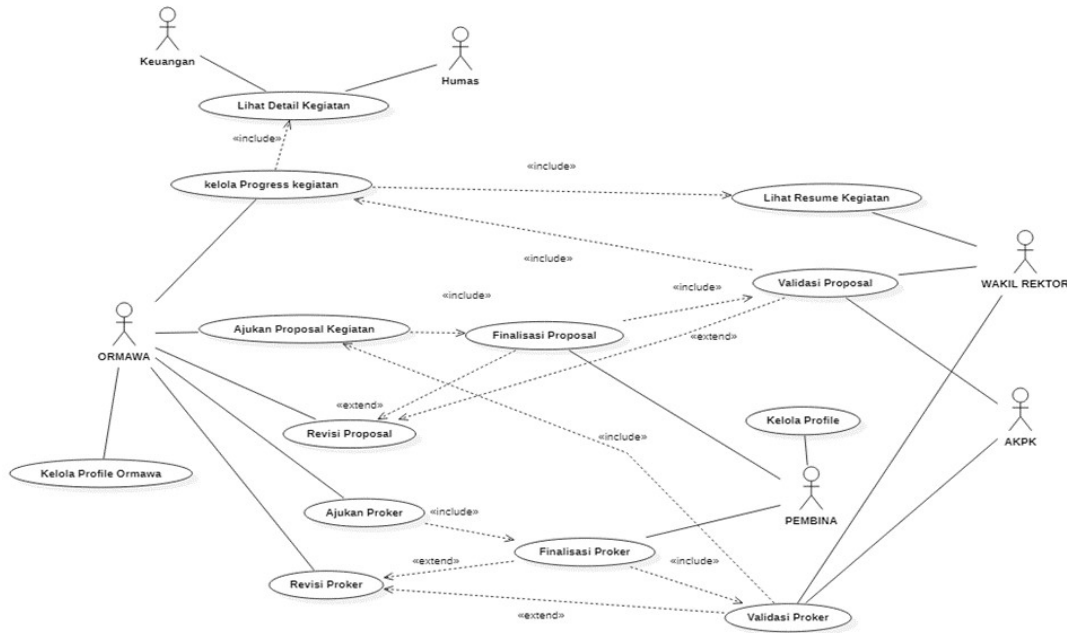 Keuangan
Humas
Lihat Detail Kegiatan
«include»
kelola Progress kegiatan
«include»
Lihat Resume Kegiatan
«include»
WAKIL REKTOR
Validasi Proposal
«include»
«include»
Ajukan Proposal Kegiatan
Finalisasi Proposal
«extend»
ORMAWA
«extend»
Revisi Proposal
Kelola Profile
«include»
AKPK
Kelola Profile Ormawa
Ajukan Proker
«include»
PEMBINA
Finalisasi Proker
«extend»
«include»
Revisi Proker
«extend»
Validasi Proker